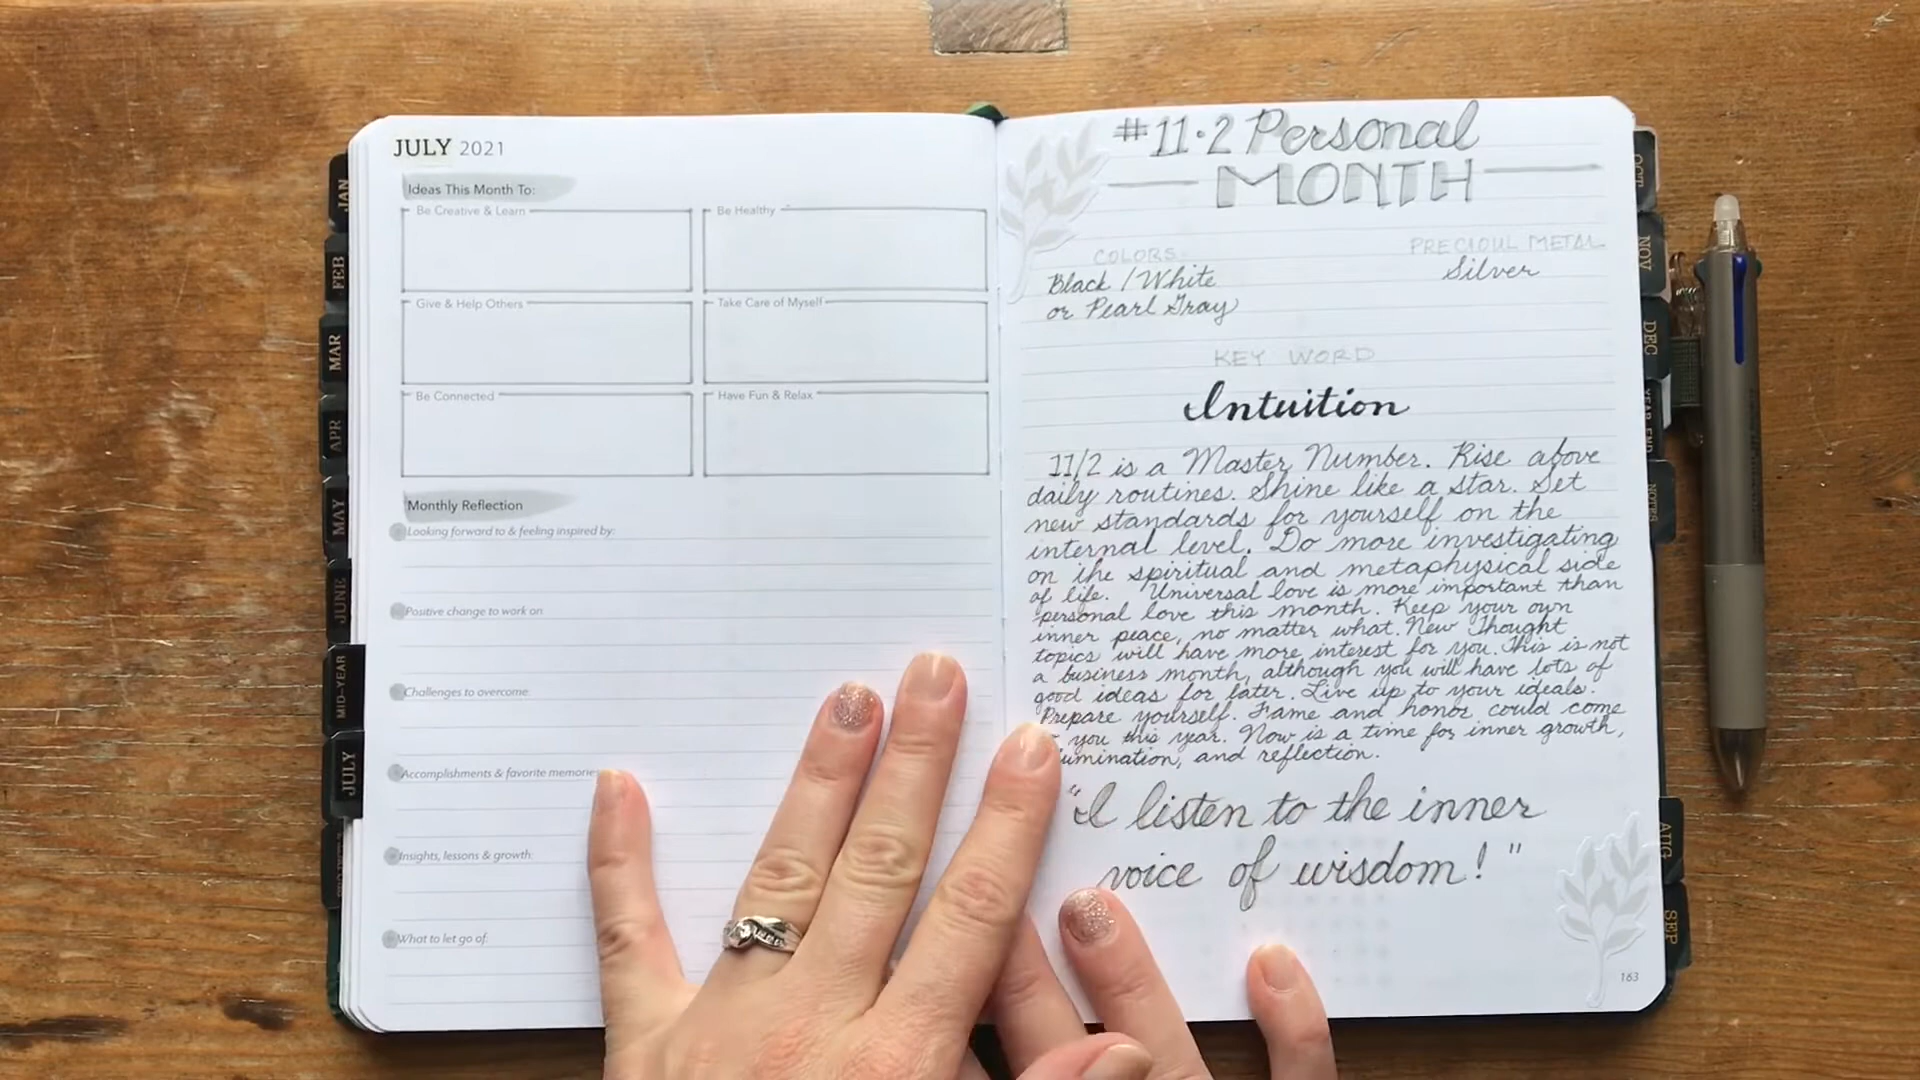 JULY 2021
Ideas This Month To:
Be Creative & Learn
Be Healthy
Give & Help Others
Take Care of Myself
Be Connected
Have Fun & Relax
Monthly Reflection
Looking forward to & feeling inspired by:
Positive change to work on
Challenges to overcome:
Accomplishments & favorite memories
Insights, lessons & growth:
What to let go of:
JAN
FEB
MAR
APR
MAY
JUNE
MID-YEAR
JULY
#11·2 Personal
MONTH
COLORS
Black / White
or Pearl Gray
PRECIOUL METAL
Silver
KEY WORD
Intuition
11/2 is a Master Number. Rise above
daily routines. Shine like a star. Set
new standards for yourself on the
internal level. Do more investigating
on the spiritual and metaphysical side
of life. Universal love is more important than
personal love this month. Keep your own
inner peace, no matter what. New Thought
topics will have more interest for you. This is not
a business month, although you will have lots of
good ideas for later. Live up to your ideals.
Prepare yourself. Fame and honor could come
you this year. Now is a time for inner growth,
umination, and reflection.
"I listen to the inner
voice of wisdom!"
163
OCT
NOV
DEC
YEAR-END
NOTES
AUG
SEP